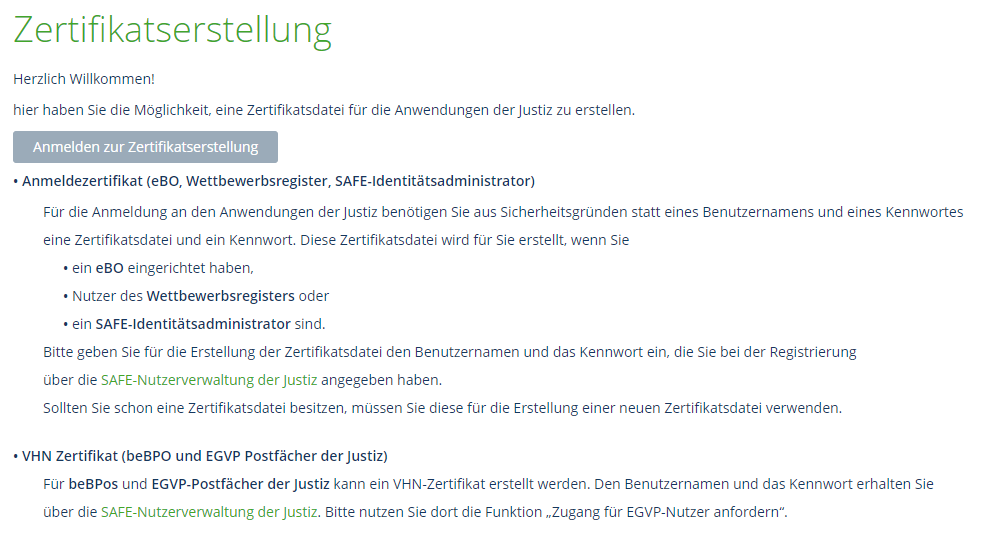 Zertifikatserstellung
Herzlich Willkommen!
hier haben Sie die Möglichkeit, eine Zertifikatsdatei für die Anwendungen der Justiz zu erstellen.
Anmelden zur Zertifikatserstellung
• Anmeldezertifikat (eBO, Wettbewerbsregister, SAFE-Identitätsadministrator)
Für die Anmeldung an den Anwendungen der Justiz benötigen Sie aus Sicherheitsgründen statt eines Benutzernamens und eines Kennwortes
eine Zertifikatsdatei und ein Kennwort. Diese Zertifikatsdatei wird für Sie erstellt, wenn Sie
• ein eBO eingerichtet haben,
• Nutzer des Wettbewerbsregisters oder
• ein SAFE-Identitätsadministrator sind.
Bitte geben Sie für die Erstellung der Zertifikatsdatei den Benutzernamen und das Kennwort ein, die Sie bei der Registrierung
über die SAFE-Nutzerverwaltung der Justiz angegeben haben.
Sollten Sie schon eine Zertifikatsdatei besitzen, müssen Sie diese für die Erstellung einer neuen Zertifikatsdatei verwenden.
• VHN Zertifikat (beBPO und EGVP Postfächer der Justiz)
Für beBPos und EGVP-Postfächer der Justiz kann ein VHN-Zertifikat erstellt werden. Den Benutzernamen und das Kennwort erhalten Sie
über die SAFE-Nutzerverwaltung der Justiz. Bitte nutzen Sie dort die Funktion „Zugang für EGVP-Nutzer anfordern“.